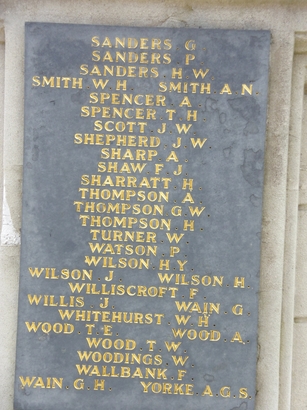 SANDERS G
SANDERS P
SANDERS H W
SMITH W H SMITH A N
SPENCER A
SPENCER T H
SCOTT J W
SHEPHERD J W
SHARP A
SHAW F J
SHARRATT H
THOMPSON A
THOMPSON G W
THOMPSON H
TURNER W
WATSON P
WILSON H Y
WILSON J WILSON H
WILLISCROFT F
WILLIS J WAIN G
WHITEHURST W H
WOOD T E WOOD A
WOOD T W
WOODINGS W
WALLBANK F
WAIN G H YORKE A.G.S.